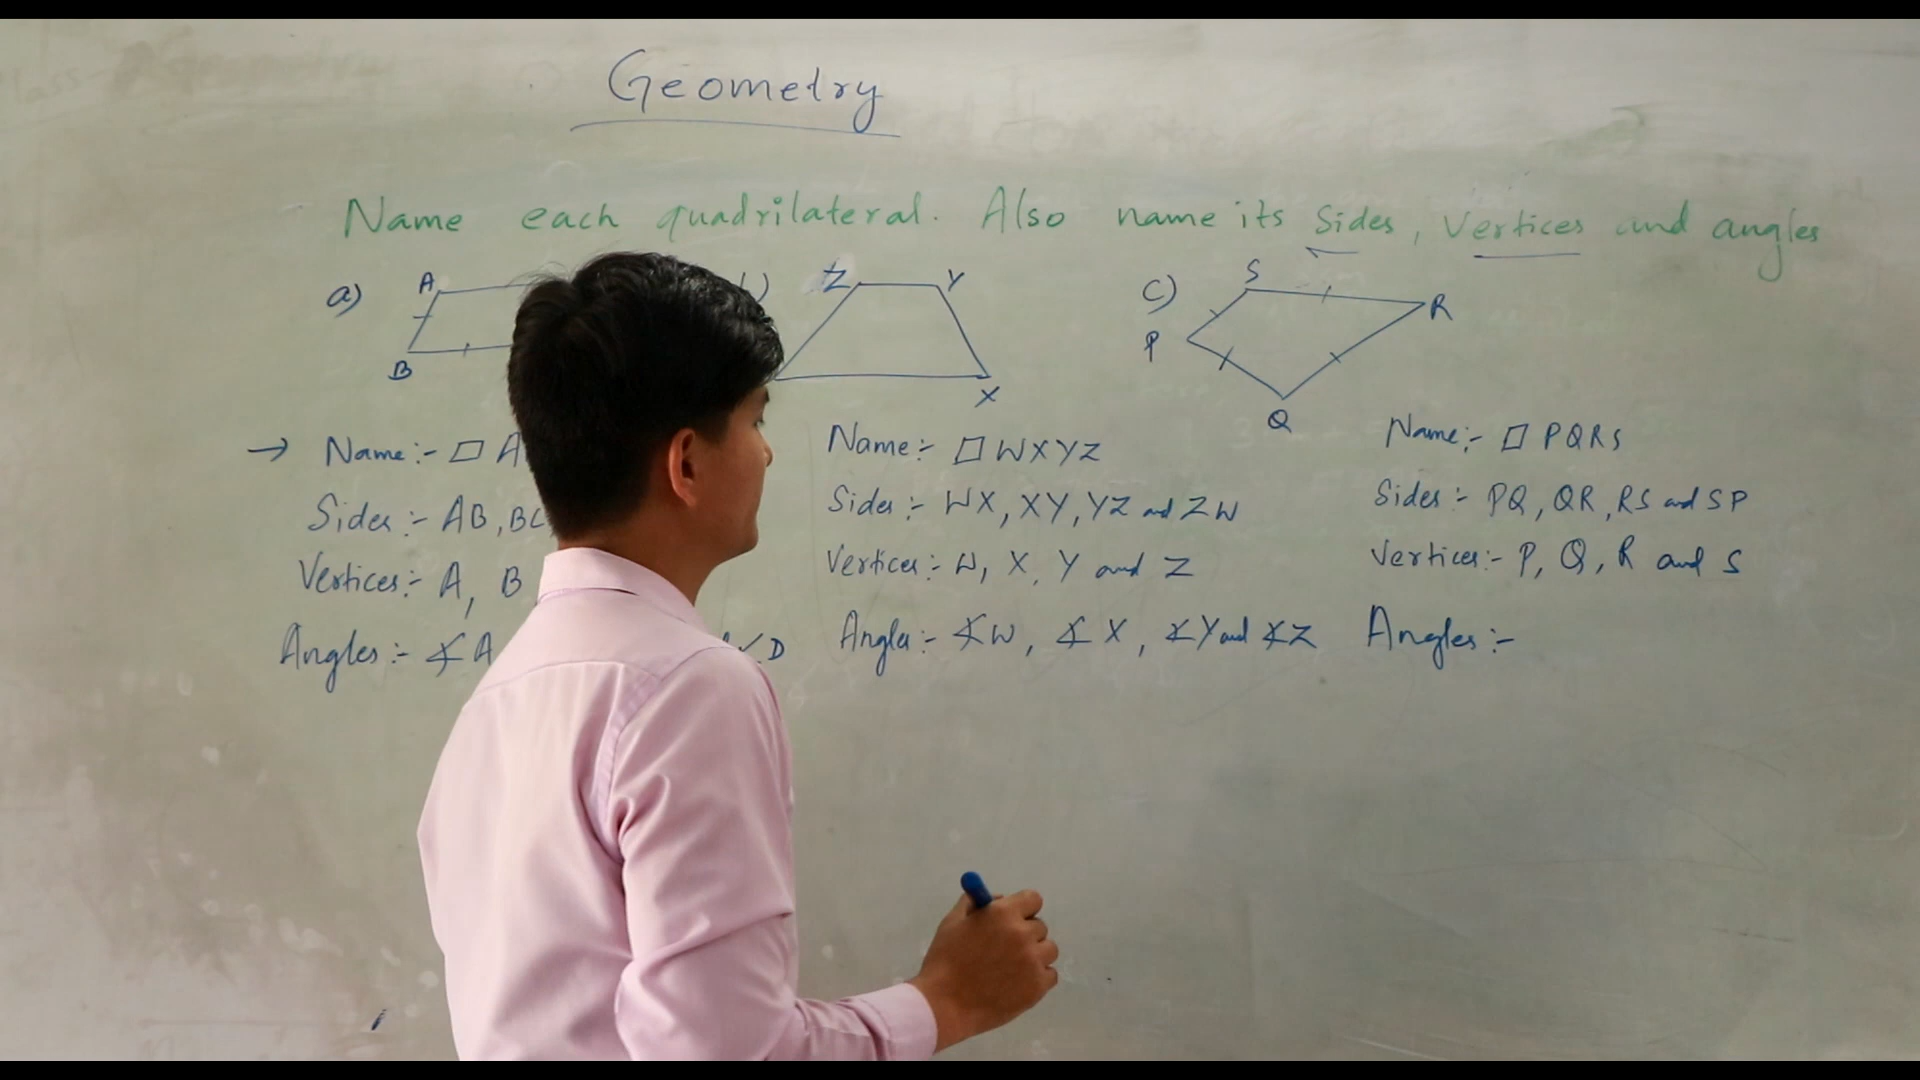 Geometry
Name each quadrilateral. Also name its Sides, Vertices and angles
a) A B
Z Y X
c) S R P Q
→ Name :- □ A
Sides :- AB, BC
Vertices :- A, B
Angles :- ∡A ∡D
Name :- □ WXYZ
Sides :- WX, XY, YZ and ZW
Vertices :- W, X, Y and Z
Angles :- ∡W, ∡X, ∡Y and ∡Z
Name :- □ PQRS
Sides :- PQ, QR, RS and SP
Vertices :- P, Q, R and S
Angles :-